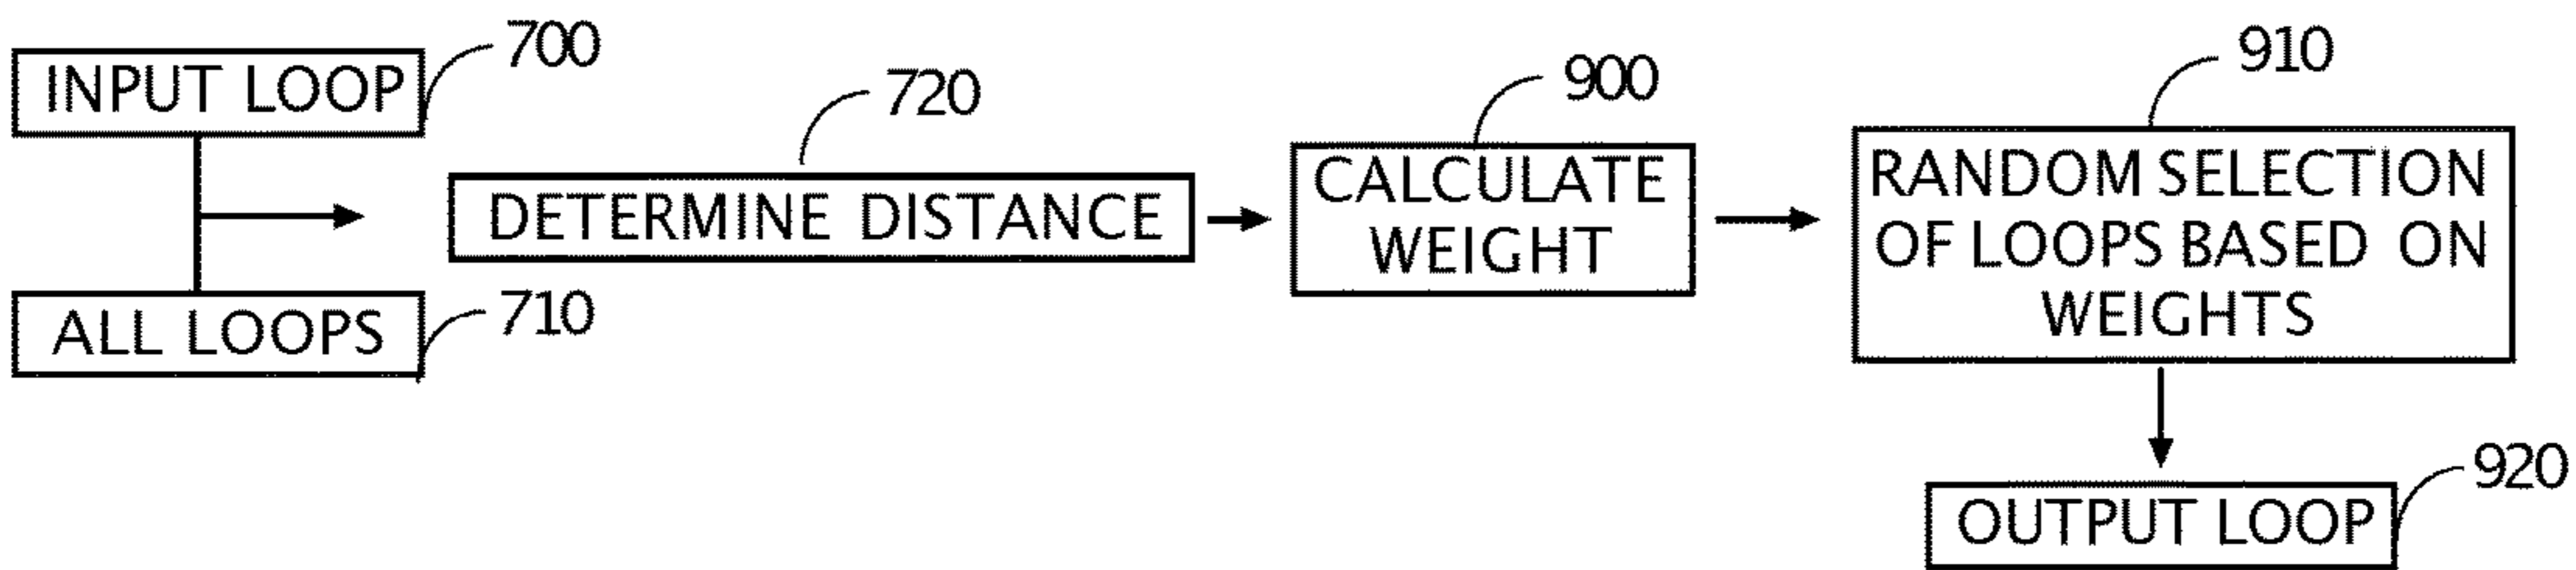 INPUT LOOP
700
ALL LOOPS
710
720
DETERMINE DISTANCE
900
CALCULATE
WEIGHT
910
RANDOM SELECTION
OF LOOPS BASED ON
WEIGHTS
920
OUTPUT LOOP